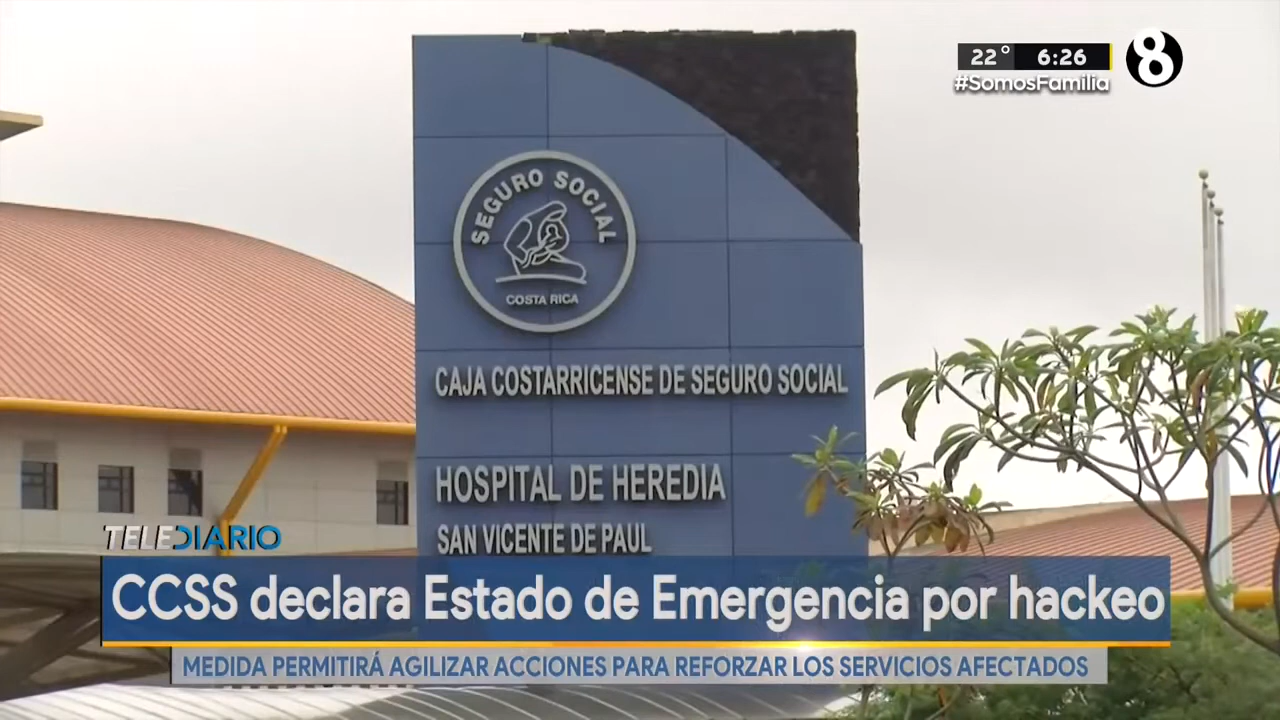 22° 6:26
8
#SomosFamilia
SEGURO SOCIAL
COSTA RICA
CAJA COSTARRICENSE DE SEGURO SOCIAL
HOSPITAL DE HEREDIA
SAN VICENTE DE PAUL
TELEDIARIO
CCSS declara Estado de Emergencia por hackeo
MEDIDA PERMITIRÁ AGILIZAR ACCIONES PARA REFORZAR LOS SERVICIOS AFECTADOS